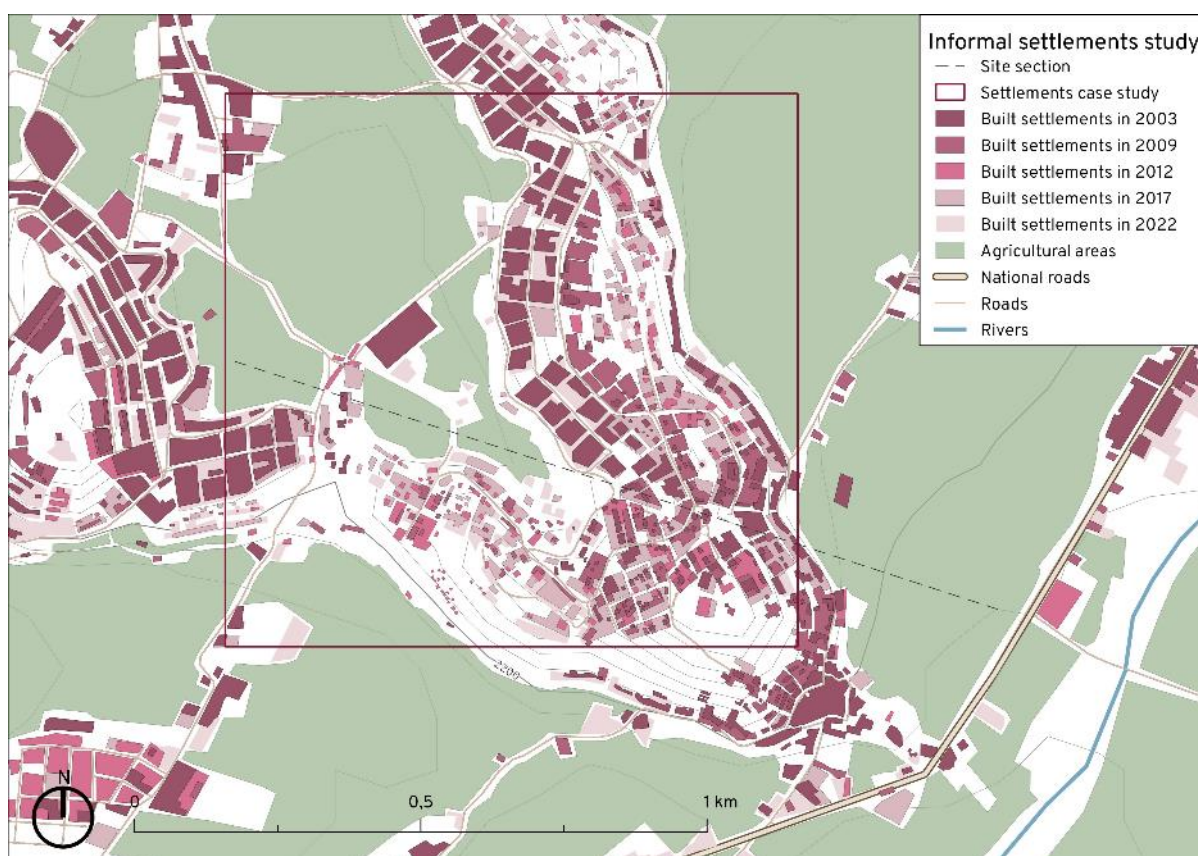 Informal settlements study
Site section
Settlements case study
Built settlements in 2003
Built settlements in 2009
Built settlements in 2012
Built settlements in 2017
Built settlements in 2022
Agricultural areas
National roads
Roads
Rivers
2200
N
0
0,5
1 km